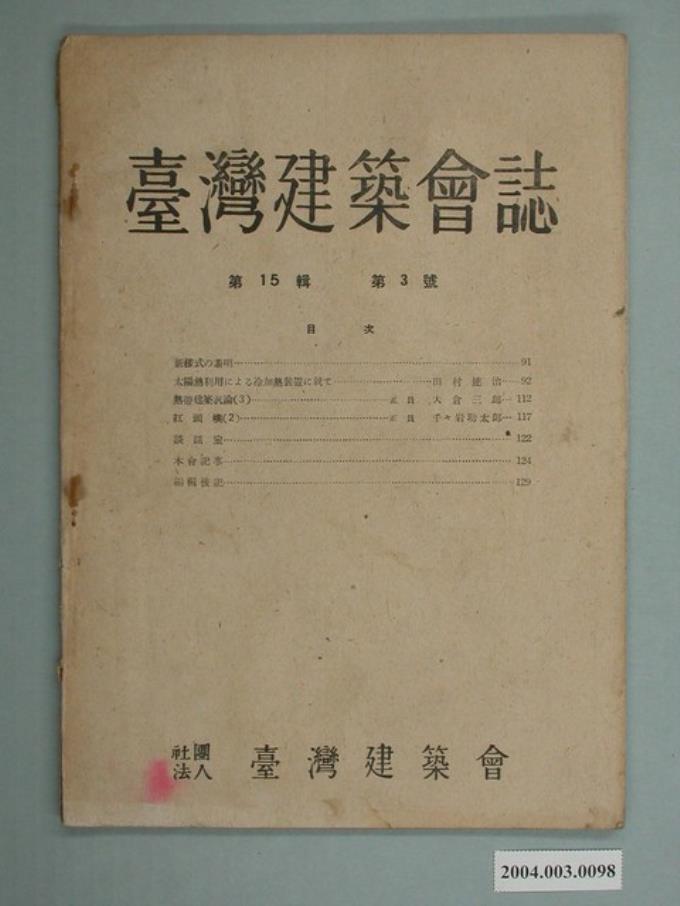 臺灣建築會誌
第 15 輯 第 3 號
目 次
新樣式の黎明 91
太陽熱利用による冷加熱裝置に就て 田村健治 92
熱帶建築汎論(3) 正員 大倉三郎 112
紅頭嶼(2) 正員 千々岩助太郎 117
談話室 122
本會記事 124
編輯後記 129
社團法人 臺灣建築會
2004.003.0098